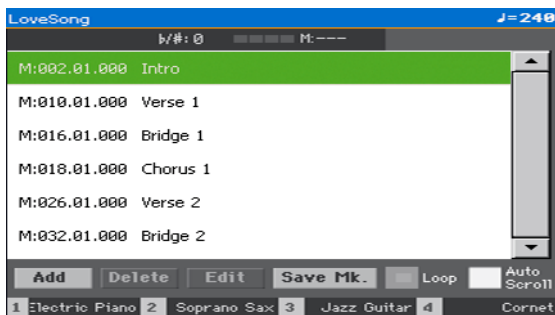 LoveSong ♩=240
b/#: 0 M:---
M:002.01.000 Intro
M:010.01.000 Verse 1
M:016.01.000 Bridge 1
M:018.01.000 Chorus 1
M:026.01.000 Verse 2
M:032.01.000 Bridge 2
Add Delete Edit Save Mk. Loop Auto Scroll
1 Electric Piano 2 Soprano Sax 3 Jazz Guitar 4 Cornet